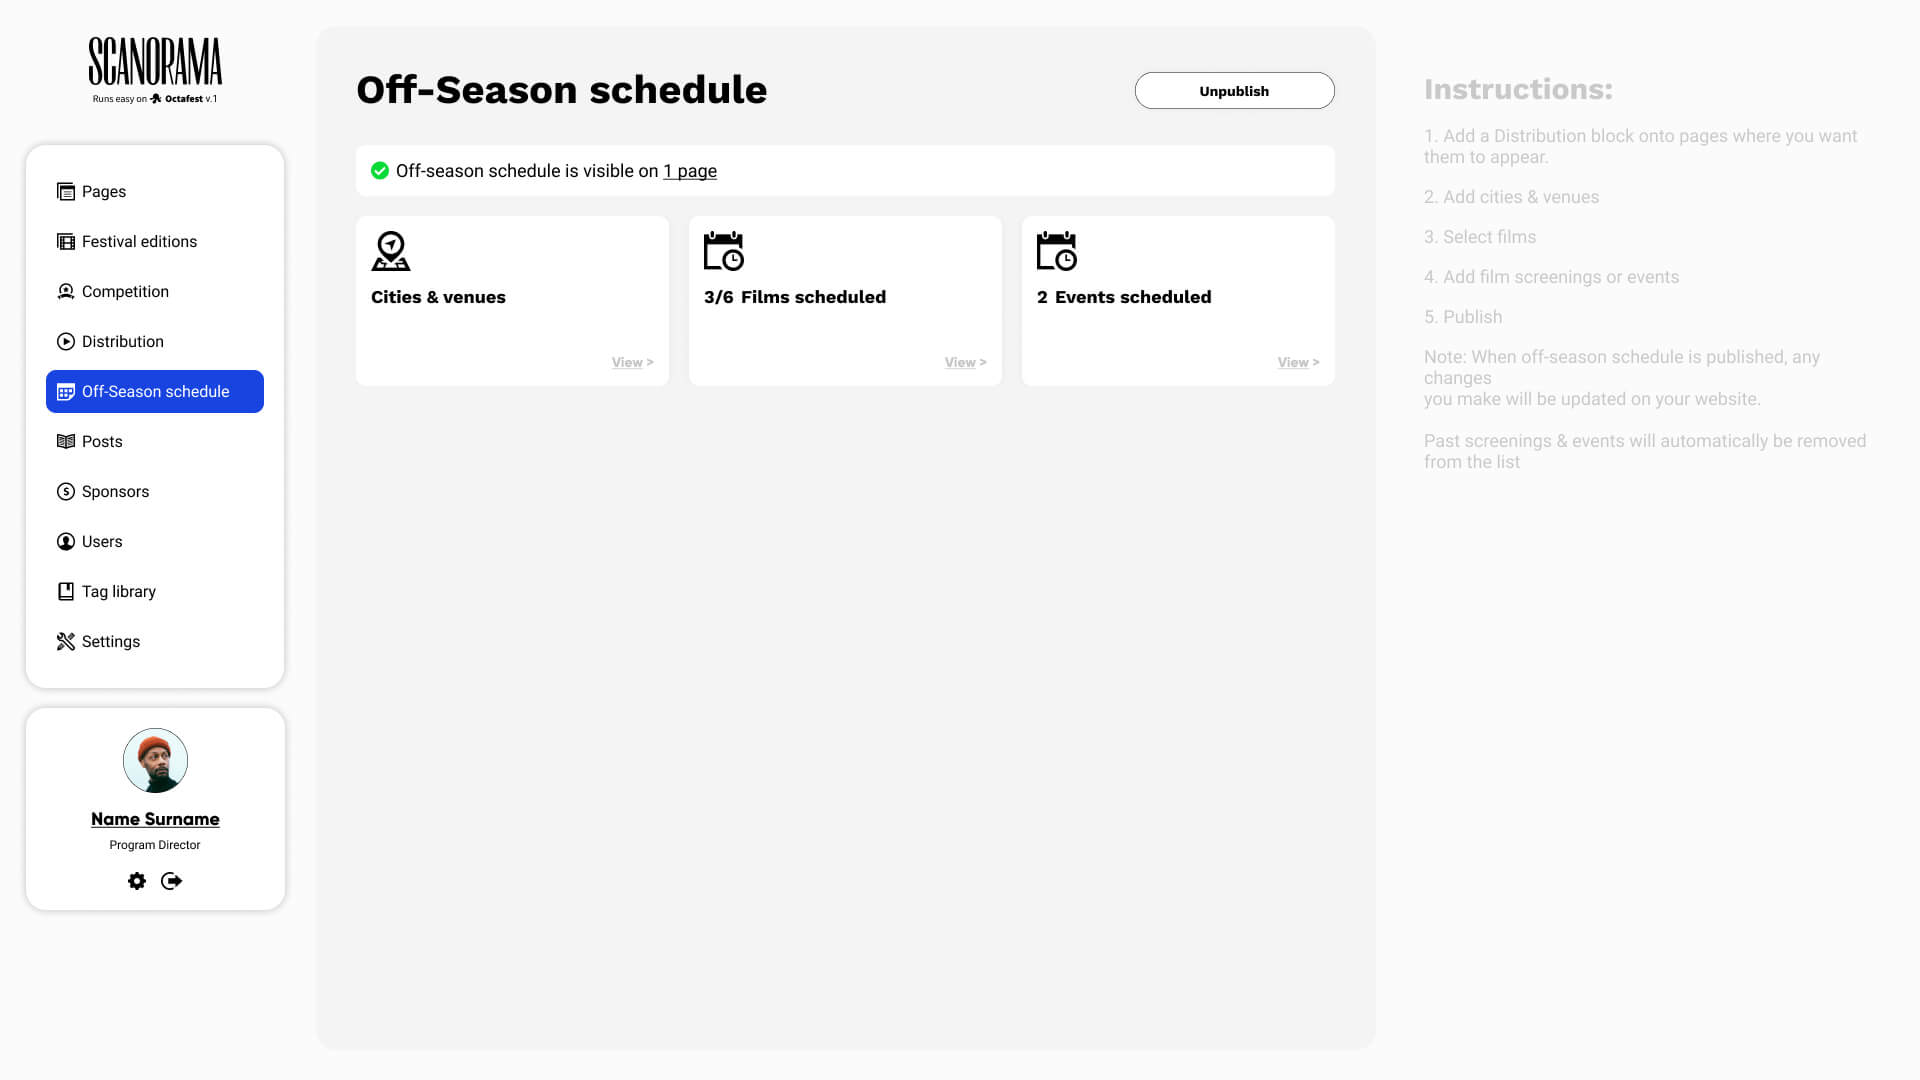 SCANORAMA
Runs easy on Octafest v.1
Pages
Festival editions
Competition
Distribution
Off-Season schedule
Posts
Sponsors
Users
Tag library
Settings
Name Surname
Program Director
Off-Season schedule
Unpublish
Off-season schedule is visible on 1 page
Cities & venues
View >
3/6 Films scheduled
View >
2 Events scheduled
View >
Instructions:
1. Add a Distribution block onto pages where you want
them to appear.
2. Add cities & venues
3. Select films
4. Add film screenings or events
5. Publish
Note: When off-season schedule is published, any
changes
you make will be updated on your website.
Past screenings & events will automatically be removed
from the list